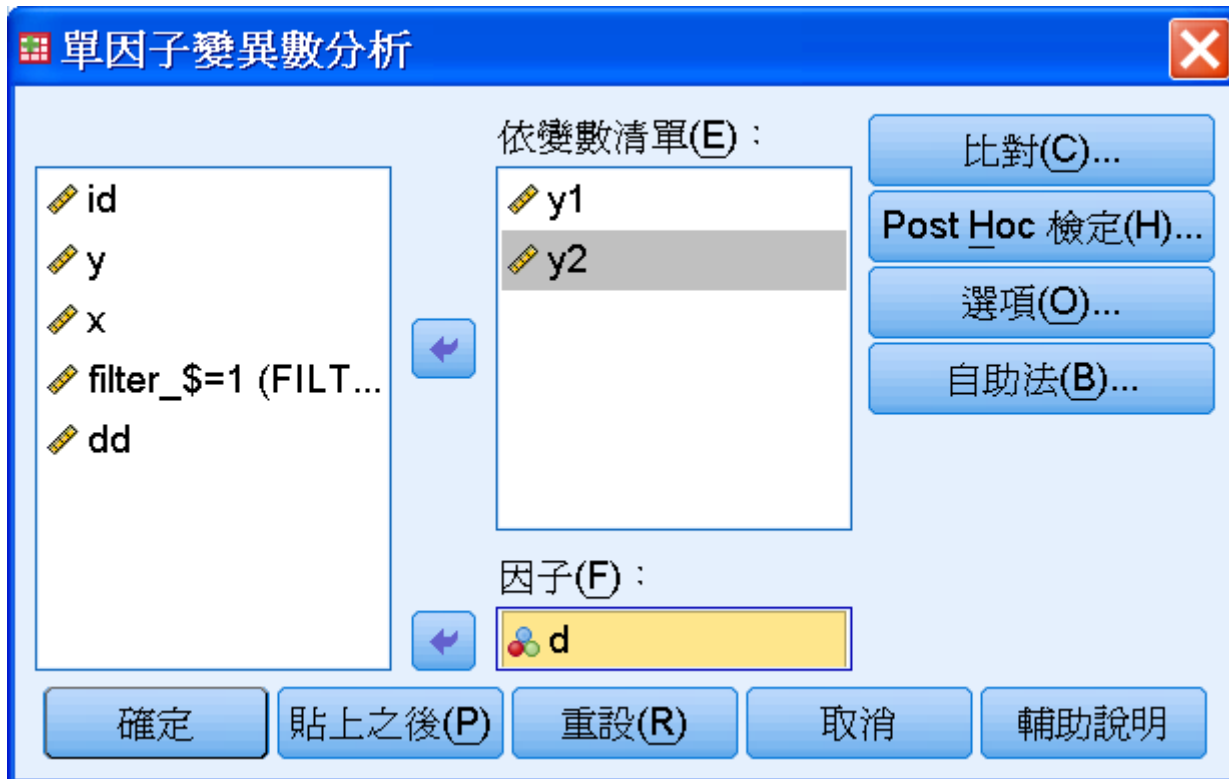 單因子變異數分析
id
y
x
filter_$=1 (FILT...
dd
依變數清單(E)：
y1
y2
因子(F)：
d
比對(C)...
Post Hoc 檢定(H)...
選項(O)...
自助法(B)...
確定
貼上之後(P)
重設(R)
取消
輔助說明